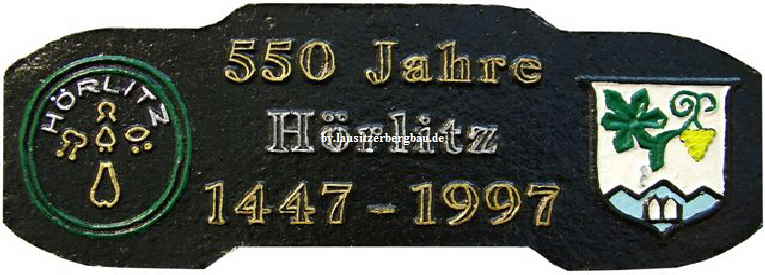 HÖRLITZ
550 Jahre
Hörlitz
by.lausitzerbergbau.de
1447 - 1997